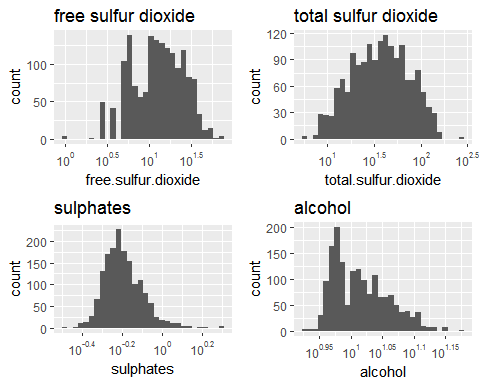 free sulfur dioxide
count
100
50
0
10^0 10^0.5 10^1 10^1.5
free.sulfur.dioxide
total sulfur dioxide
count
120
90
60
30
0
10^1 10^1.5 10^2 10^2.5
total.sulfur.dioxide
sulphates
count
200
150
100
50
0
10^−0.4 10^−0.2 10^0.0 10^0.2
sulphates
alcohol
count
200
150
100
50
0
10^0.95 10^1 10^1.05 10^1.1 10^1.15
alcohol